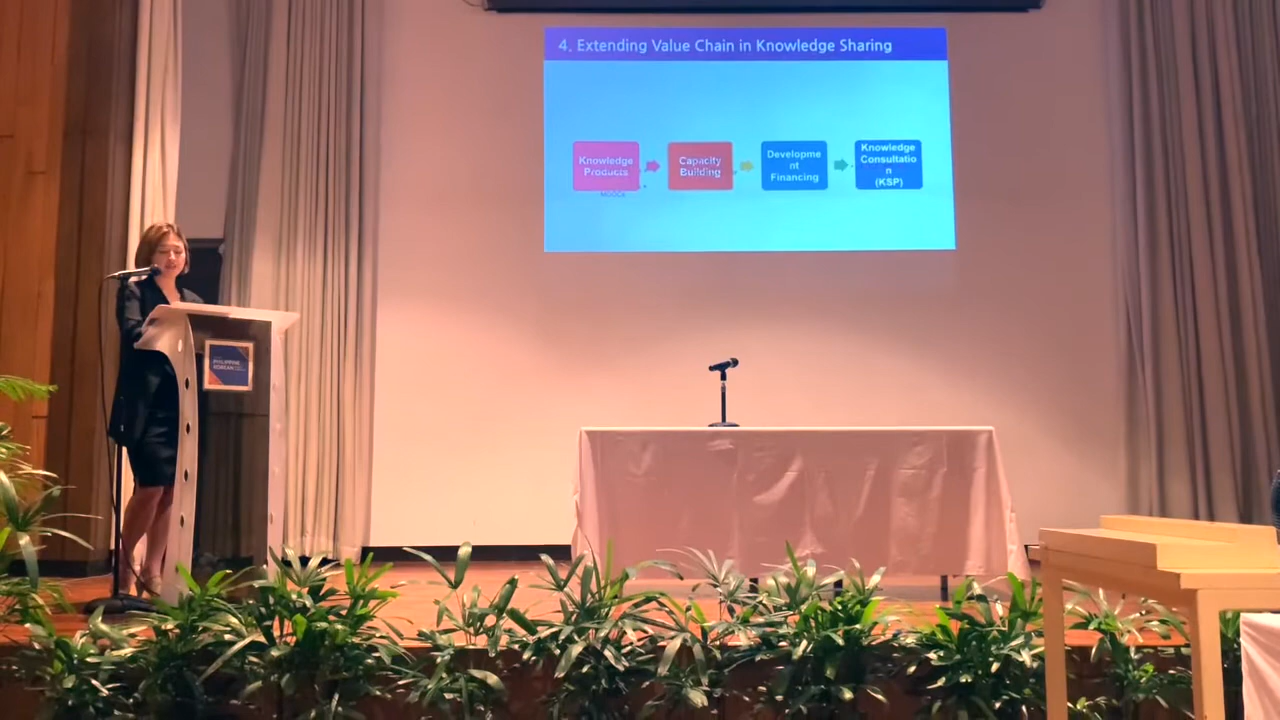 4. Extending Value Chain in Knowledge Sharing
Knowledge
Products
Capacity
Building
Developme
nt
Financing
Knowledge
Consultatio
n
(KSP)
MOOCs
PHILIPPINE
KOREAN